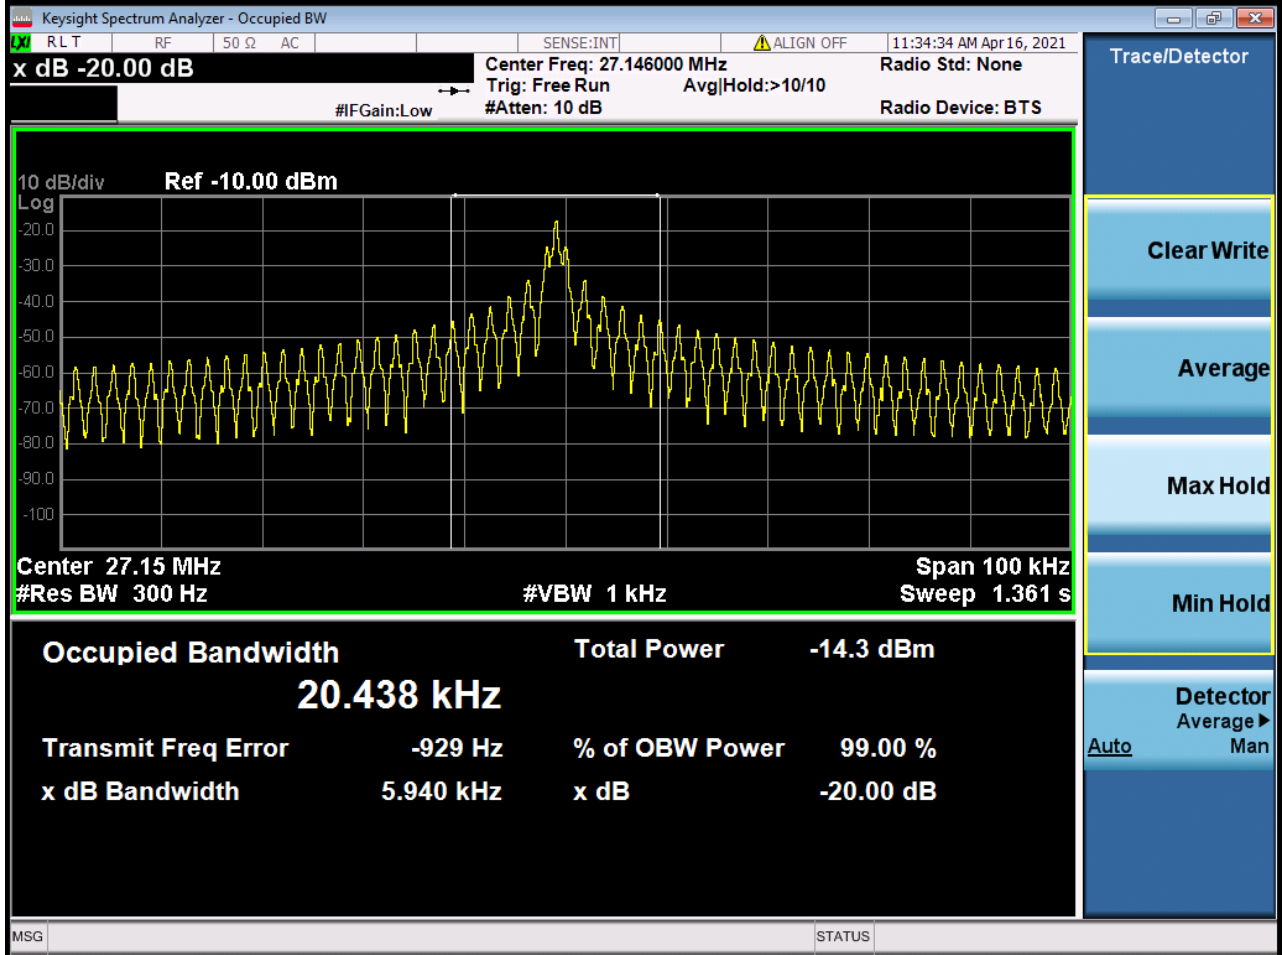 Keysight Spectrum Analyzer - Occupied BW
LXI RLT RF 50 Ω AC SENSE:INT ALIGN OFF 11:34:34 AM Apr 16, 2021
x dB -20.00 dB
Center Freq: 27.146000 MHz Radio Std: None
Trig: Free Run Avg|Hold:>10/10
#IFGain:Low #Atten: 10 dB Radio Device: BTS
Trace/Detector
10 dB/div Ref -10.00 dBm
Log
-20.0
-30.0
-40.0
-50.0
-60.0
-70.0
-80.0
-90.0
-100
Center 27.15 MHz Span 100 kHz
#Res BW 300 Hz #VBW 1 kHz Sweep 1.361 s
Occupied Bandwidth Total Power -14.3 dBm
20.438 kHz
Transmit Freq Error -929 Hz % of OBW Power 99.00 %
x dB Bandwidth 5.940 kHz x dB -20.00 dB
Clear Write
Average
Max Hold
Min Hold
Detector
Average
Auto Man
MSG STATUS